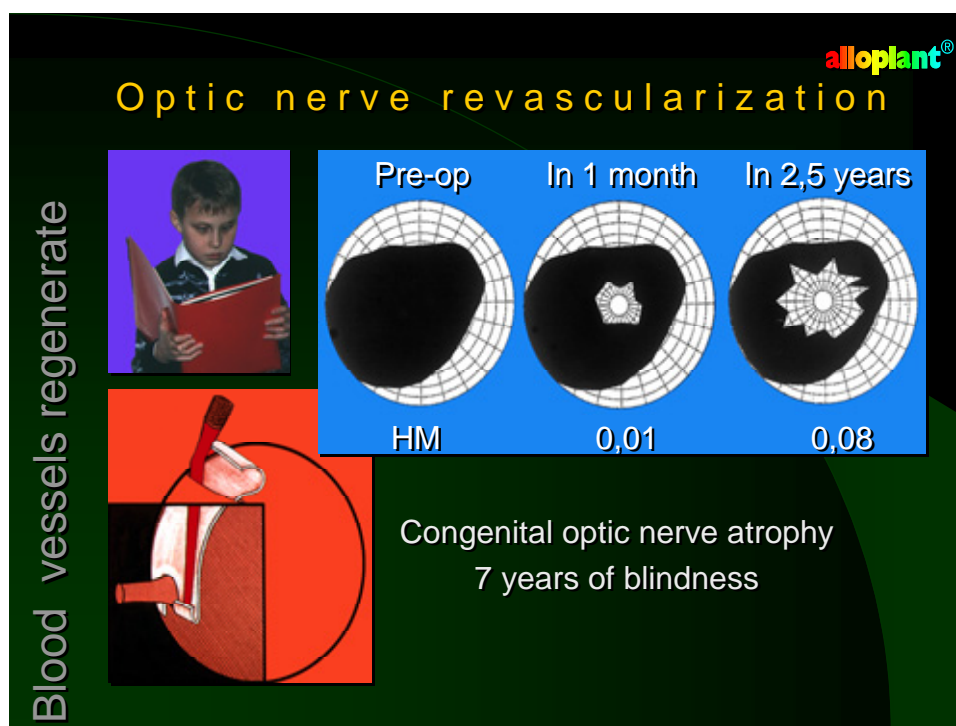 alloplant®
Optic nerve revascularization
Blood vessels regenerate
Pre-op In 1 month In 2,5 years
HM 0,01 0,08
Congenital optic nerve atrophy
7 years of blindness